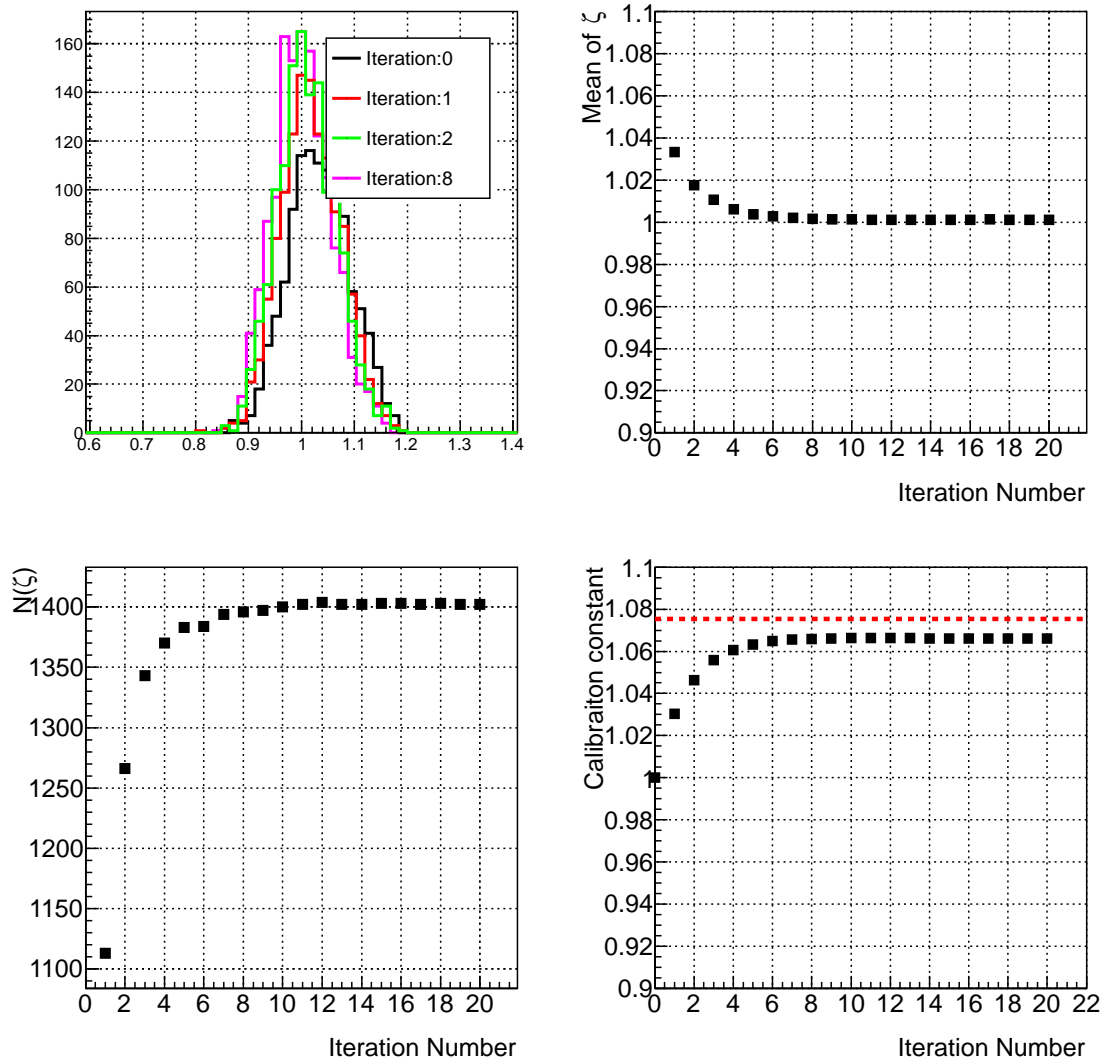 160
140
120
100
80
60
40
20
0
0.6 0.7 0.8 0.9 1 1.1 1.2 1.3 1.4
Iteration:0
Iteration:1
Iteration:2
Iteration:8
Mean of ζ
1.1
1.08
1.06
1.04
1.02
1
0.98
0.96
0.94
0.92
0.9
0 2 4 6 8 10 12 14 16 18 20
Iteration Number
N(ζ)
1400
1350
1300
1250
1200
1150
1100
0 2 4 6 8 10 12 14 16 18 20
Iteration Number
Calibraiton constant
1.1
1.08
1.06
1.04
1.02
1
0.98
0.96
0.94
0.92
0.9
0 2 4 6 8 10 12 14 16 18 20 22
Iteration Number